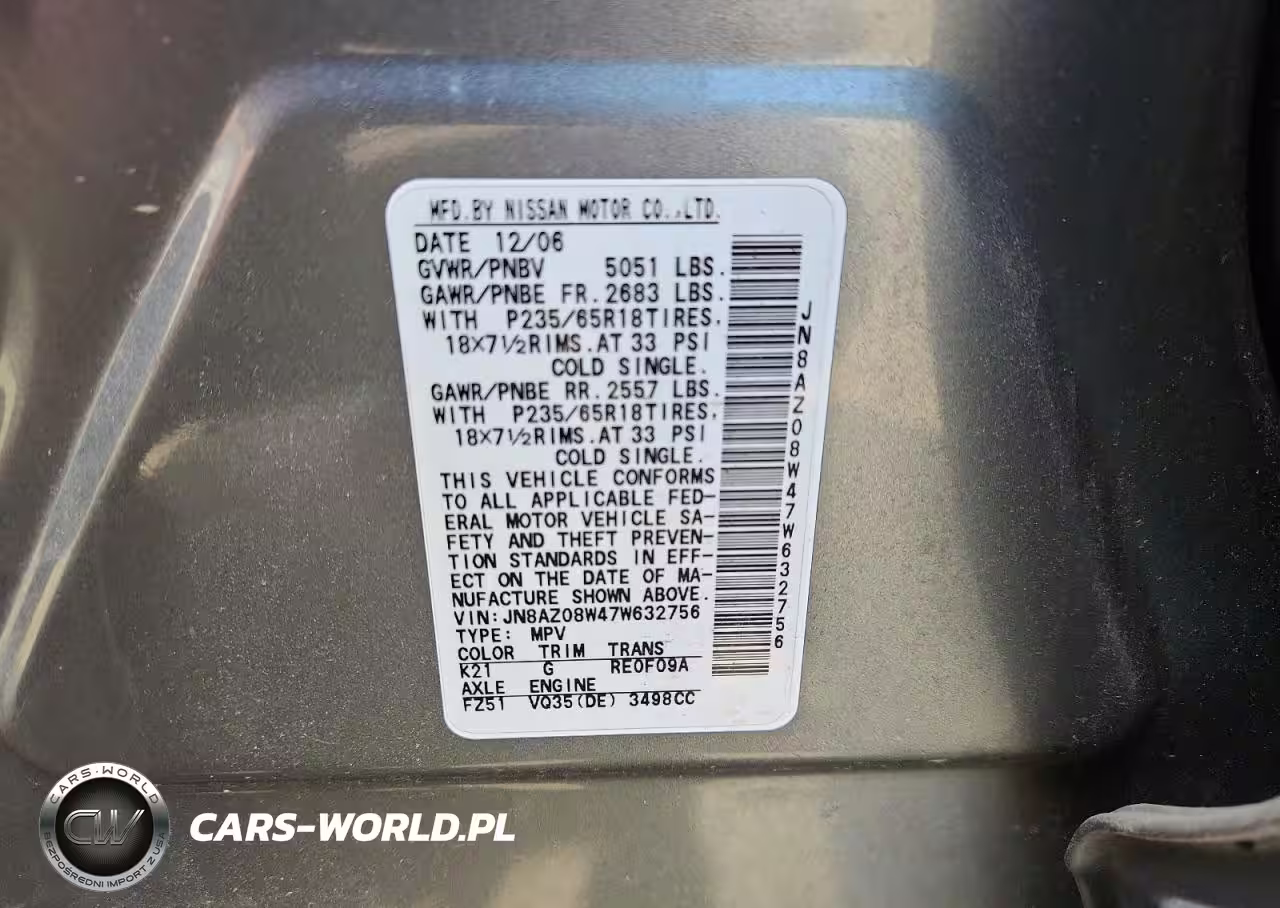 MFD.BY NISSAN MOTOR CO.,LTD.
DATE 12/06
GVWR/PNBV 5051 LBS.
GAWR/PNBE FR.2683 LBS.
WITH P235/65R18TIRES,
18X7½RIMS.AT 33 PSI
COLD SINGLE.
GAWR/PNBE RR.2557 LBS.
WITH P235/65R18TIRES,
18X7½RIMS.AT 33 PSI
COLD SINGLE.
THIS VEHICLE CONFORMS
TO ALL APPLICABLE FED-
ERAL MOTOR VEHICLE SA-
FETY AND THEFT PREVEN-
TION STANDARDS IN EFF-
ECT ON THE DATE OF MA-
NUFACTURE SHOWN ABOVE.
VIN:JN8AZ08W47W632756
TYPE: MPV
COLOR TRIM TRANS
K21 G RE0F09A
AXLE ENGINE
FZ51 VQ35(DE) 3498CC
JN8AZ08W47W632756
CARS-WORLD
CW
BEZPOŚREDNI IMPORT Z USA
CARS-WORLD.PL